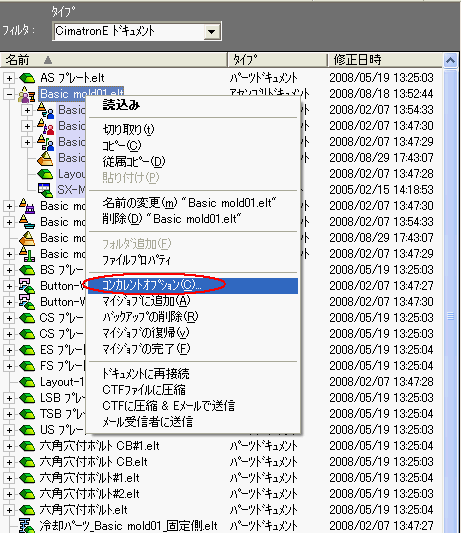 ﾀｲﾌﾟ
フィルタ： CimatronE ﾄﾞｷｭﾒﾝﾄ
名前 ﾀｲﾌﾟ 修正日時
AS ﾌﾟﾚｰﾄ.elt ﾊﾟｰﾂﾄﾞｷｭﾒﾝﾄ 2008/05/19 13:25:03
Basic mold01.elt ｱｾﾝﾌﾞﾘﾄﾞｷｭﾒﾝﾄ 2008/08/18 13:52:44
Basic 2008/02/07 13:54:33
Basic 2008/02/07 13:47:30
Basic 2008/02/07 13:47:29
Basic 2008/08/29 17:43:07
Layou 2008/02/07 13:47:28
SX-M 2005/02/15 14:18:53
Basic mo 2008/02/07 13:47:30
Basic mo 2008/02/07 13:54:33
Basic mo 2008/08/29 17:43:07
Basic mo 2008/02/07 13:47:28
BS ﾌﾟﾚｰ 2008/05/19 13:25:03
Button-V 2008/02/07 13:47:29
Button-V 2008/02/07 13:47:29
CS ﾌﾟﾚｰ 2008/05/19 13:25:04
CS ﾌﾟﾚｰ 2008/05/19 13:25:03
ES ﾌﾟﾚｰ 2008/05/19 13:25:04
FS ﾌﾟﾚｰ 2008/05/19 13:25:04
Layout-1 2008/02/07 13:47:28
LSB ﾌﾟﾚ 2008/05/19 13:25:04
TSB ﾌﾟﾚ 2008/05/19 13:25:04
US ﾌﾟﾚｰ 2008/05/19 13:25:04
六角穴付ﾎﾞﾙﾄ CB#1.elt ﾊﾟｰﾂﾄﾞｷｭﾒﾝﾄ 2008/05/19 13:25:04
六角穴付ﾎﾞﾙﾄ CB.elt ﾊﾟｰﾂﾄﾞｷｭﾒﾝﾄ 2008/05/19 13:25:03
六角穴付ﾎﾞﾙﾄ#1.elt ﾊﾟｰﾂﾄﾞｷｭﾒﾝﾄ 2008/05/19 13:25:04
六角穴付ﾎﾞﾙﾄ#2.elt ﾊﾟｰﾂﾄﾞｷｭﾒﾝﾄ 2008/05/19 13:25:04
六角穴付ﾎﾞﾙﾄ.elt ﾊﾟｰﾂﾄﾞｷｭﾒﾝﾄ 2008/05/19 13:25:03
冷却ﾊﾟｰﾂ_Basic mold01_固定側.elt ﾊﾟｰﾂﾄﾞｷｭﾒﾝﾄ 2008/02/07 13:47:27
読込み
切り取り(t)
ｺﾋﾟｰ(C)
従属ｺﾋﾟｰ(D)
貼り付け(P)
名前の変更(m) "Basic mold01.elt"
削除(D) "Basic mold01.elt"
ﾌｫﾙﾀﾞ追加(F)
ﾌｧｲﾙﾌﾟﾛﾊﾟﾃｨ
ｺﾝｶﾚﾝﾄｵﾌﾟｼｮﾝ(C)...
ﾏｲｼﾞｮﾌﾞに追加(A)
ﾊﾞｯｸｱｯﾌﾟの削除(R)
ﾏｲｼﾞｮﾌﾞの復帰(v)
ﾏｲｼﾞｮﾌﾞの完了(F)
ﾄﾞｷｭﾒﾝﾄに再接続
CTFﾌｧｲﾙに圧縮
CTFに圧縮 & Eﾒｰﾙで送信
ﾒｰﾙ受信者に送信